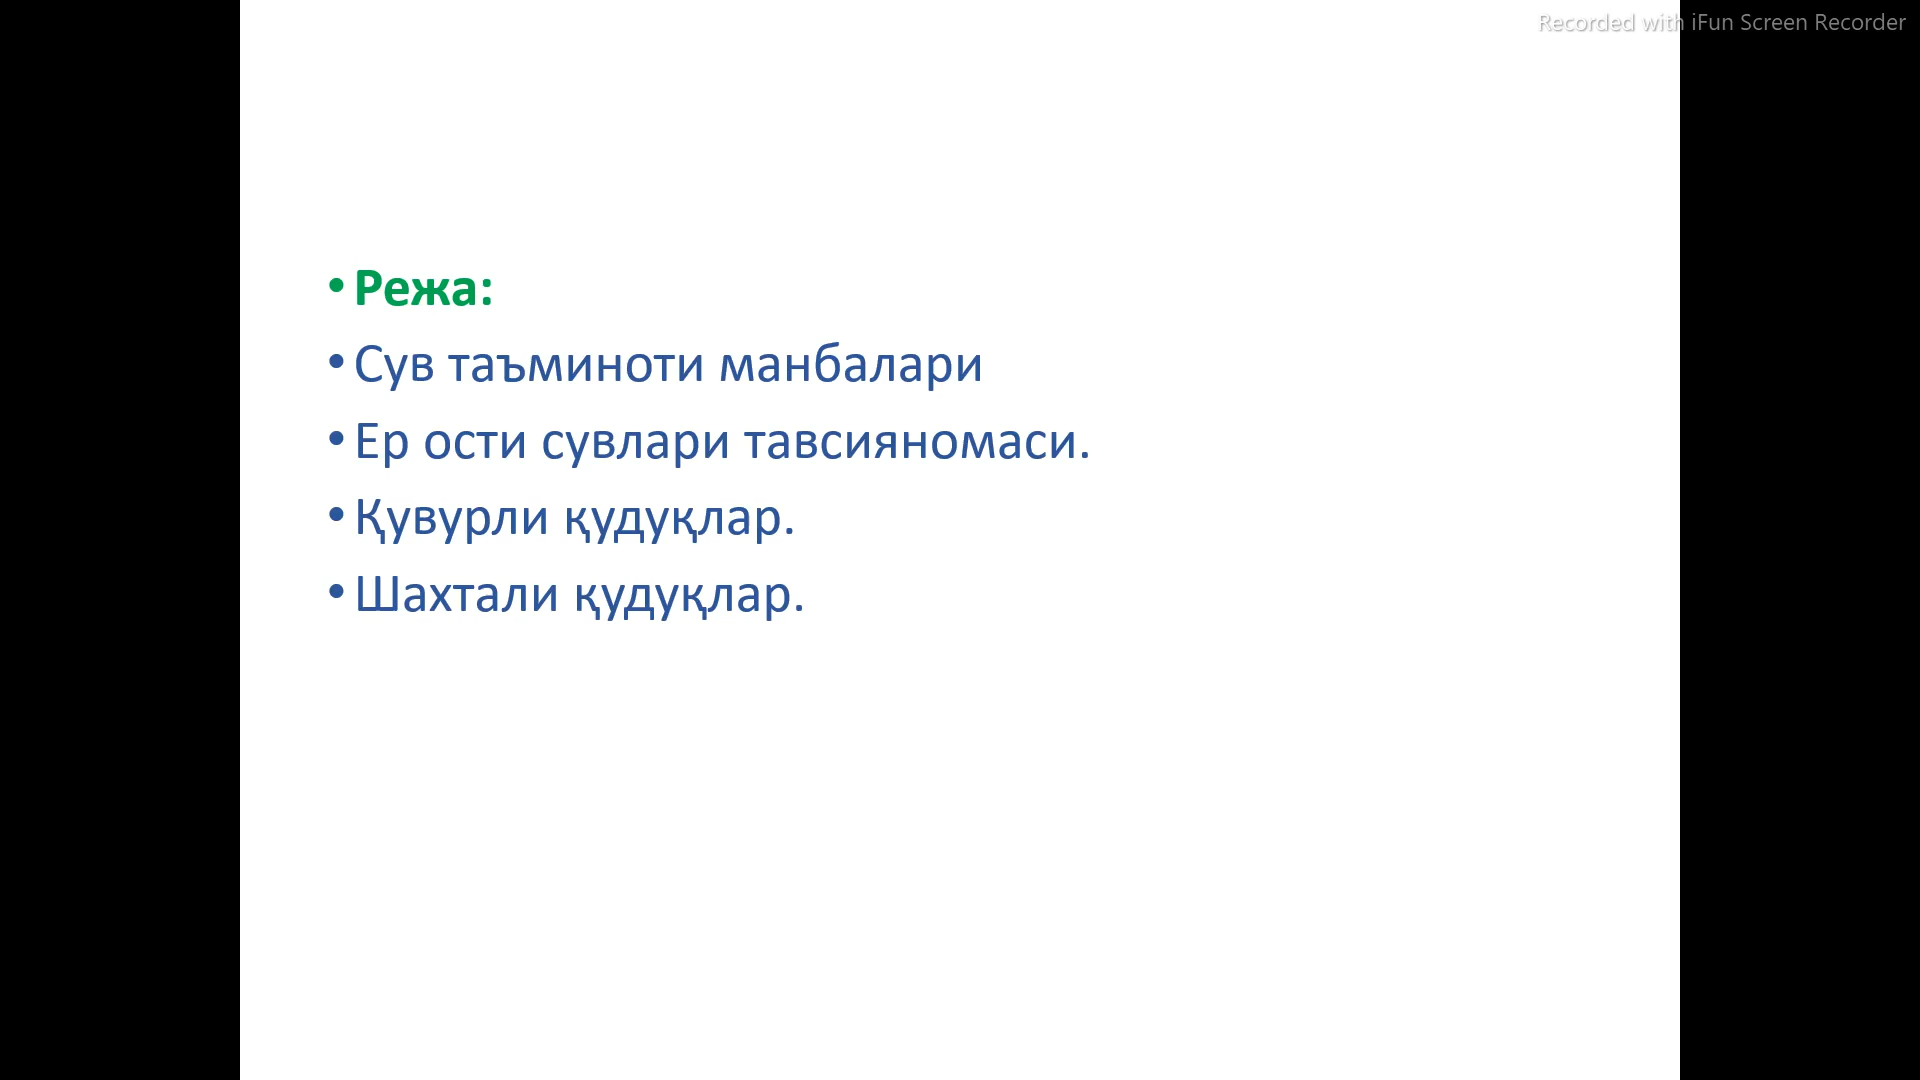 Recorded with iFun Screen Recorder
• Режа:
• Сув таъминоти манбалари
• Ер ости сувлари тавсияномаси.
• Қувурли қудуқлар.
• Шахтали қудуқлар.